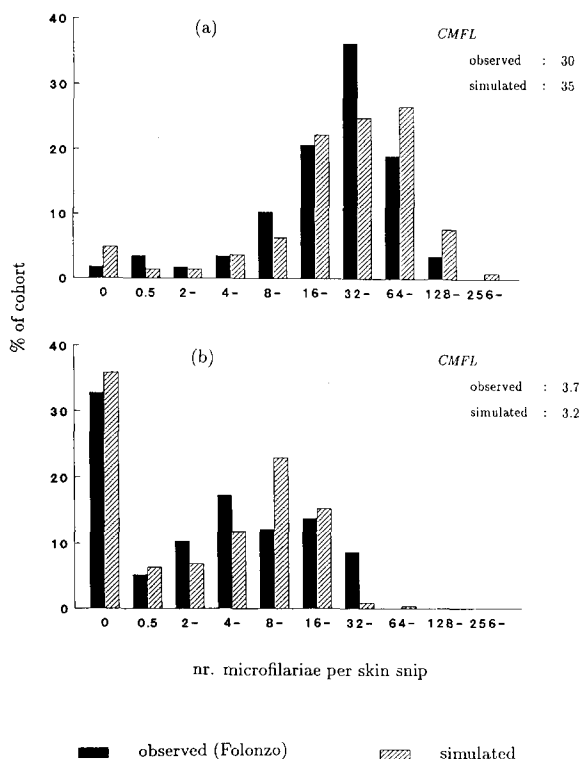 40
(a)
CMFL
observed : 30
simulated : 35
30
20
10
0
0 0.5 2- 4- 8- 16- 32- 64- 128- 256-
% of cohort
40
(b)
CMFL
observed : 3.7
simulated : 3.2
30
20
10
0
0 0.5 2- 4- 8- 16- 32- 64- 128- 256-
nr. microfilariae per skin snip
observed (Folonzo) simulated